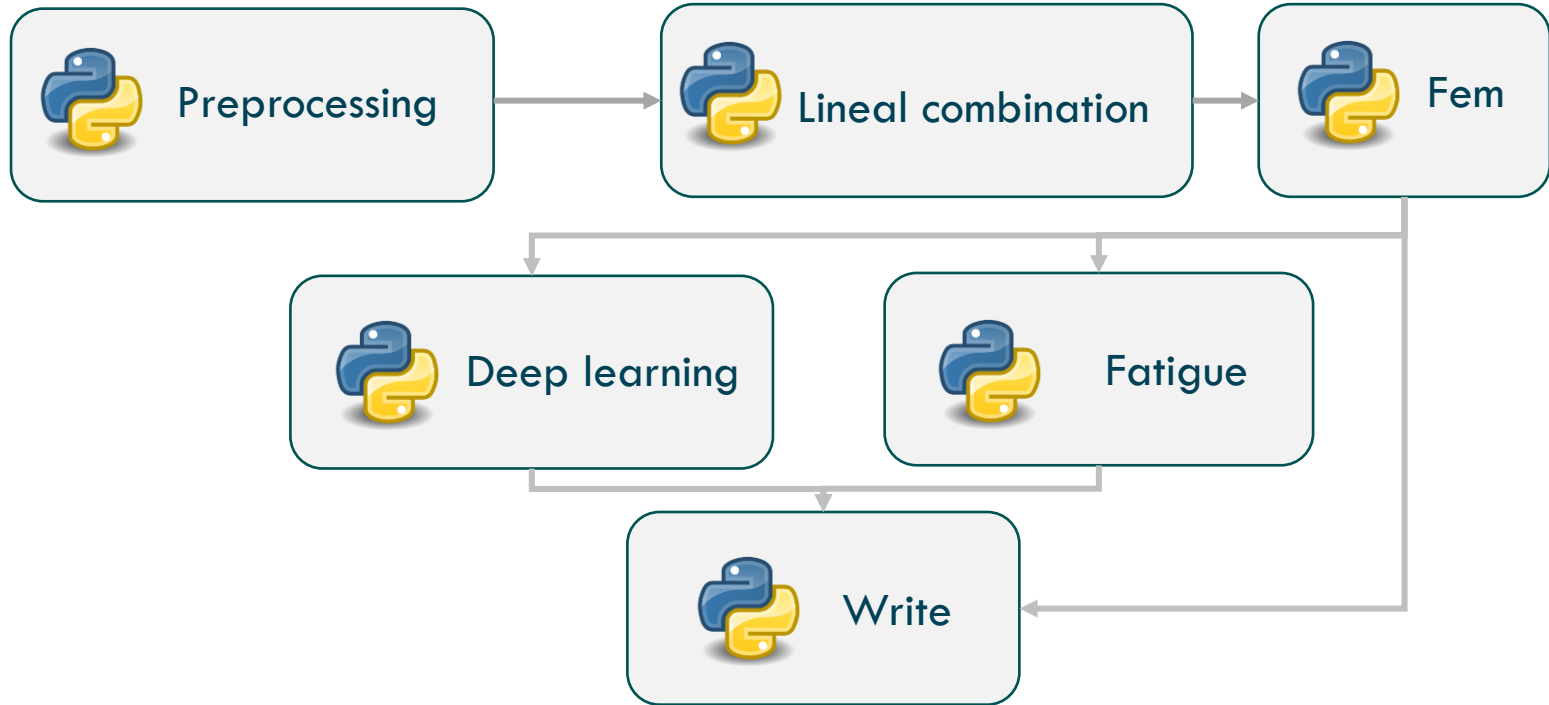 Preprocessing
Lineal combination
Fem
Deep learning
Fatigue
Write